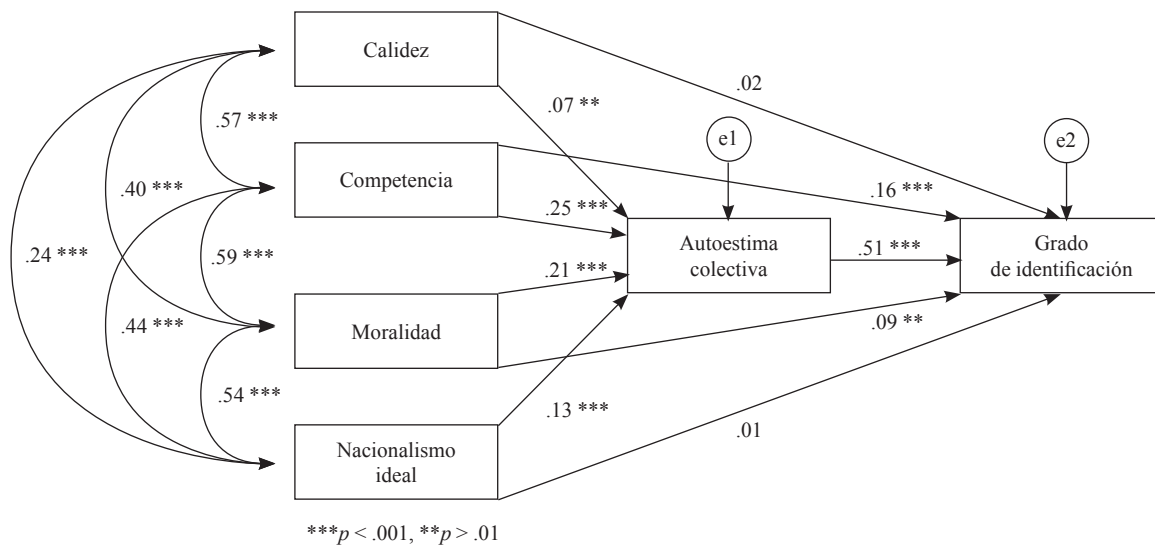 Calidez
.02
.07 **
.57 ***
e1
e2
Competencia
.16 ***
.40 ***
.25 ***
Autoestima
colectiva
.51 ***
Grado
de identificación
.24 ***
.59 ***
.21 ***
.44 ***
Moralidad
.09 **
.54 ***
.13 ***
.01
Nacionalismo
ideal
***p < .001, **p > .01